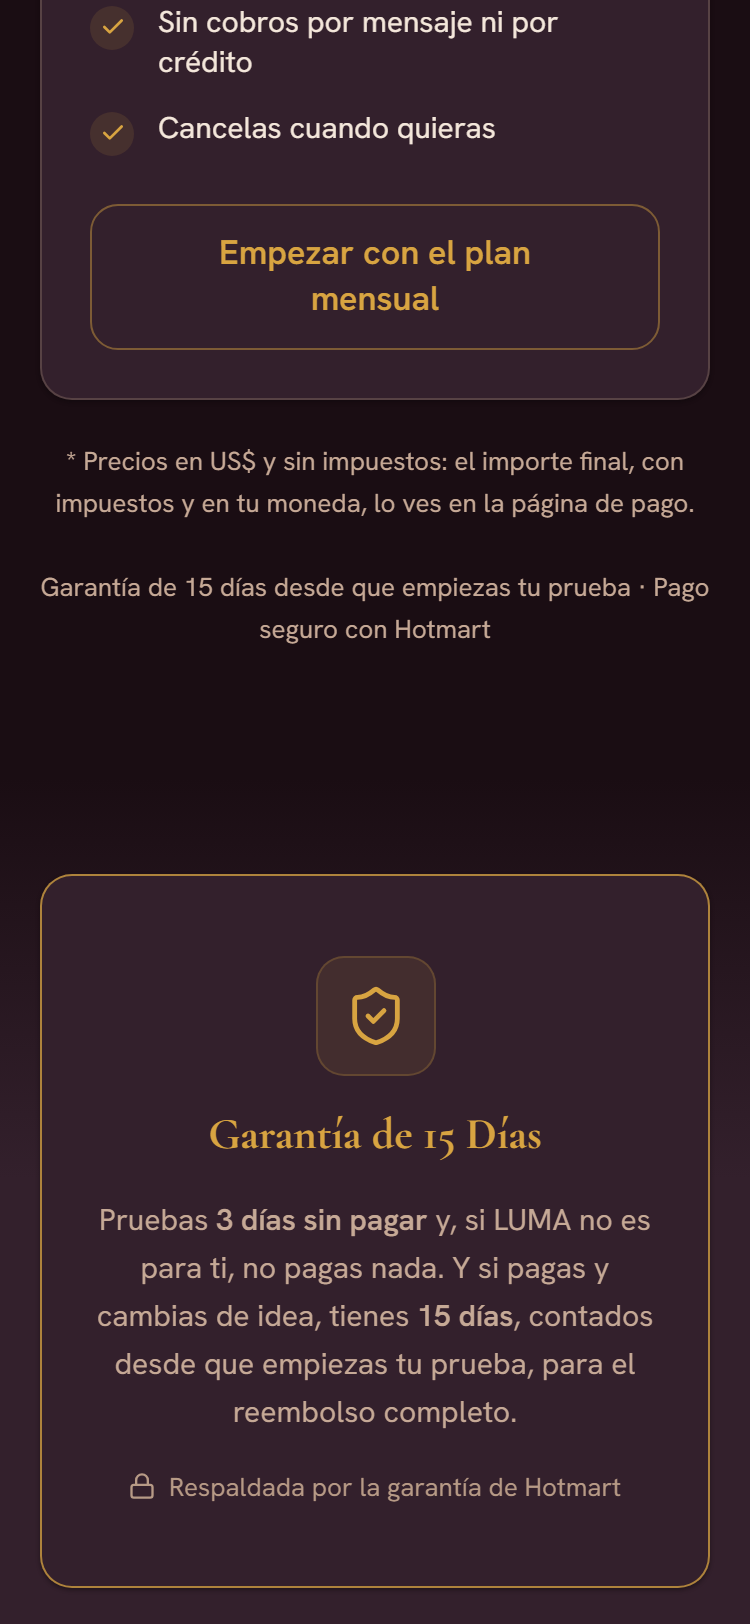 Sin cobros por mensaje ni por
crédito
Cancelas cuando quieras
Empezar con el plan
mensual
* Precios en US$ y sin impuestos: el importe final, con
impuestos y en tu moneda, lo ves en la página de pago.
Garantía de 15 días desde que empiezas tu prueba · Pago
seguro con Hotmart
Garantía de 15 Días
Pruebas 3 días sin pagar y, si LUMA no es
para ti, no pagas nada. Y si pagas y
cambias de idea, tienes 15 días, contados
desde que empiezas tu prueba, para el
reembolso completo.
Respaldada por la garantía de Hotmart